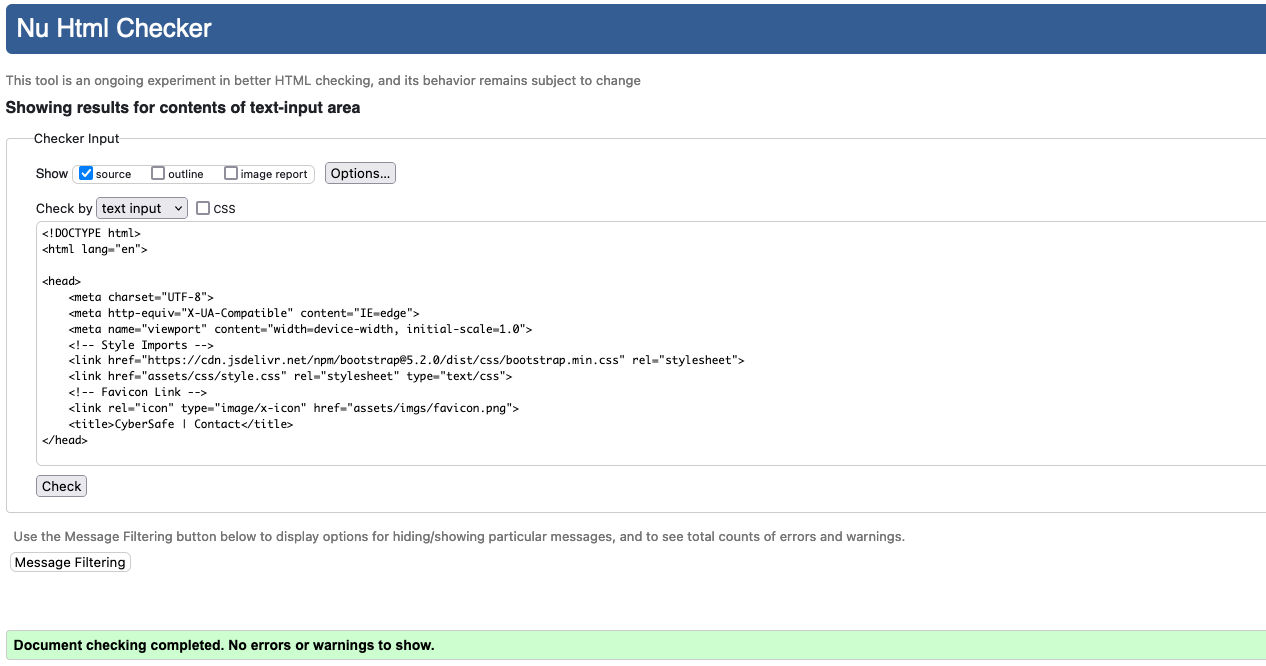 Nu Html Checker
This tool is an ongoing experiment in better HTML checking, and its behavior remains subject to change
Showing results for contents of text-input area
Checker Input
Show source outline image report Options...
Check by text input CSS
<!DOCTYPE html>
<html lang="en">
<head>
<meta charset="UTF-8">
<meta http-equiv="X-UA-Compatible" content="IE=edge">
<meta name="viewport" content="width=device-width, initial-scale=1.0">
<!-- Style Imports -->
<link href="https://cdn.jsdelivr.net/npm/bootstrap@5.2.0/dist/css/bootstrap.min.css" rel="stylesheet">
<link href="assets/css/style.css" rel="stylesheet" type="text/css">
<!-- Favicon Link -->
<link rel="icon" type="image/x-icon" href="assets/imgs/favicon.png">
<title>CyberSafe | Contact</title>
</head>
Check
Use the Message Filtering button below to display options for hiding/showing particular messages, and to see total counts of errors and warnings.
Message Filtering
Document checking completed. No errors or warnings to show.